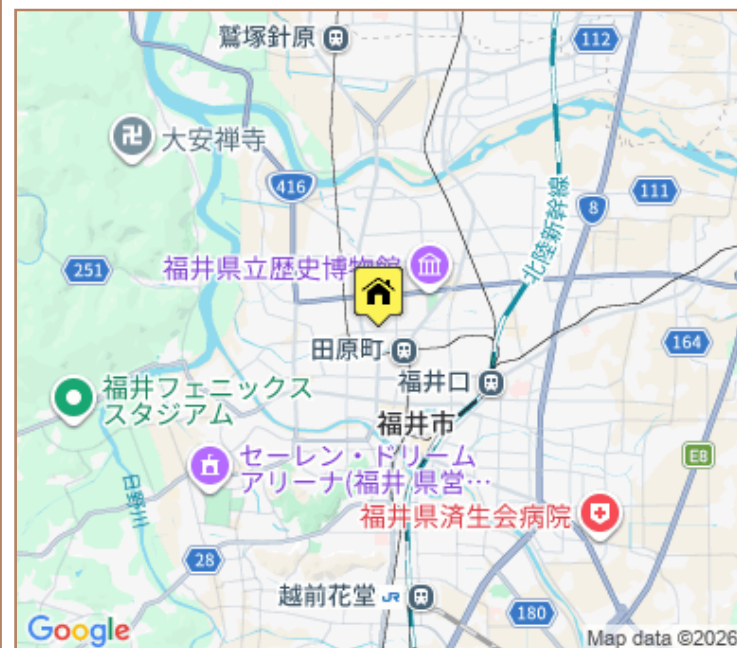 鷲塚針原
112
卍 大安禅寺
416
111
8
北陸新幹線
251
福井県立歴史博物館
164
田原町
福井口
福井フェニックス
スタジアム
福井市
E8
セーレン・ドリーム
アリーナ(福井 県営…
日野川
福井県済生会病院
28
越前花堂 JR
180
Google
Map data ©2026